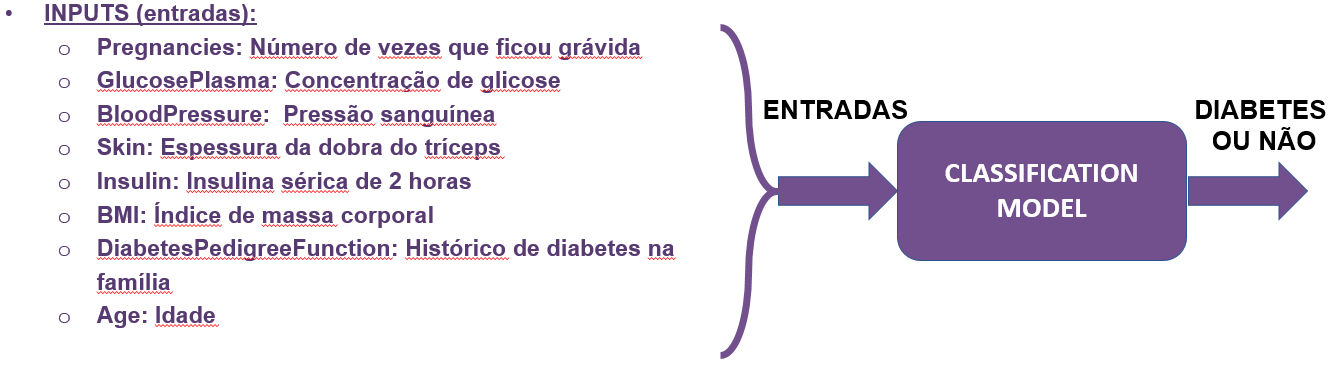 • INPUTS (entradas):
o Pregnancies: Número de vezes que ficou grávida
o GlucosePlasma: Concentração de glicose
o BloodPressure:  Pressão sanguínea
o Skin: Espessura da dobra do tríceps
o Insulin: Insulina sérica de 2 horas
o BMI: Índice de massa corporal
o DiabetesPedigreeFunction: Histórico de diabetes na
família
o Age: Idade
ENTRADAS
CLASSIFICATION
MODEL
DIABETES
OU NÃO